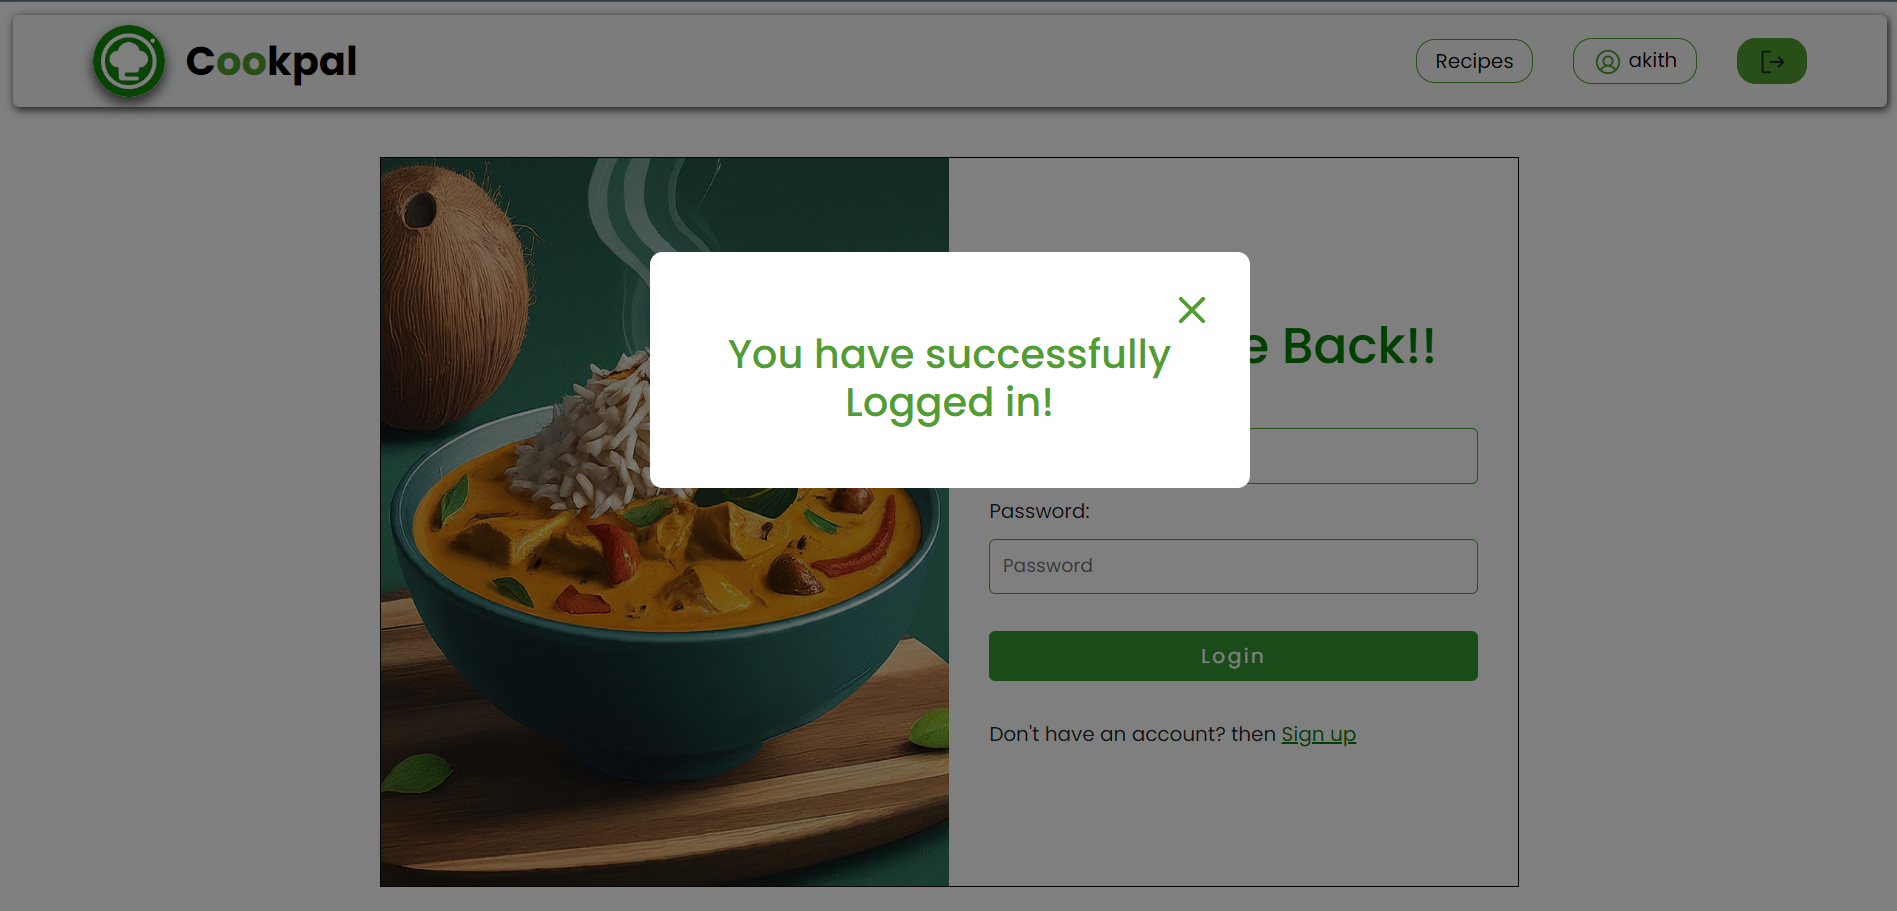 Cookpal
Recipes
akith
You have successfully
Logged in!
Back!!
Password:
Password
Login
Don't have an account? then Sign up